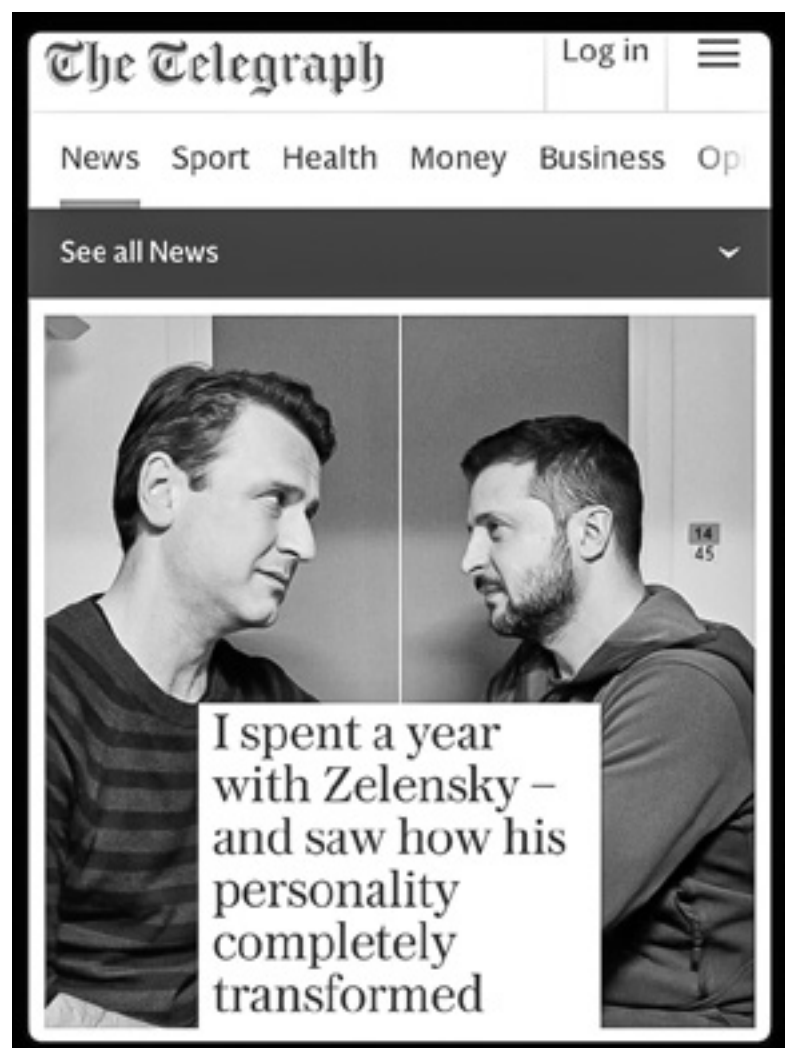 The Telegraph
Log in
News Sport Health Money Business Op
See all News
14
45
I spent a year
with Zelensky –
and saw how his
personality
completely
transformed